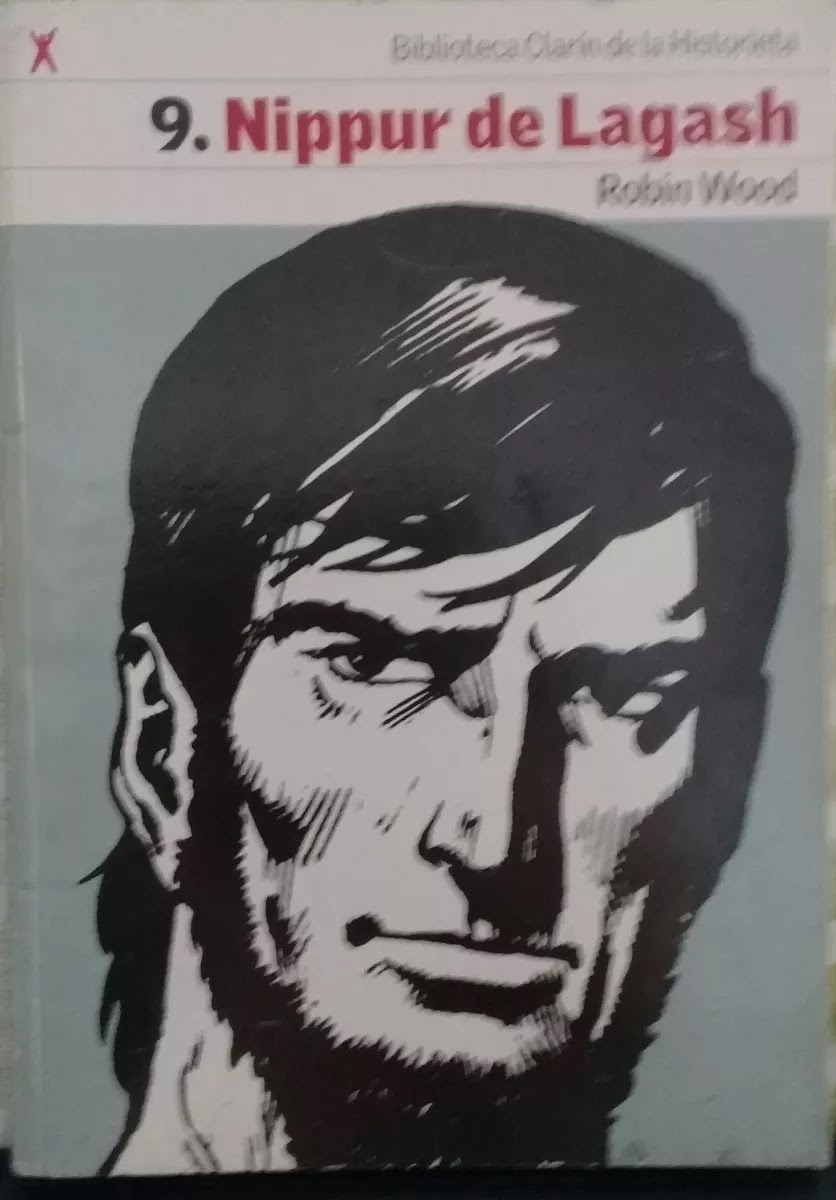 Biblioteca Clarín de la Historieta
9. Nippur de Lagash
Robin Wood